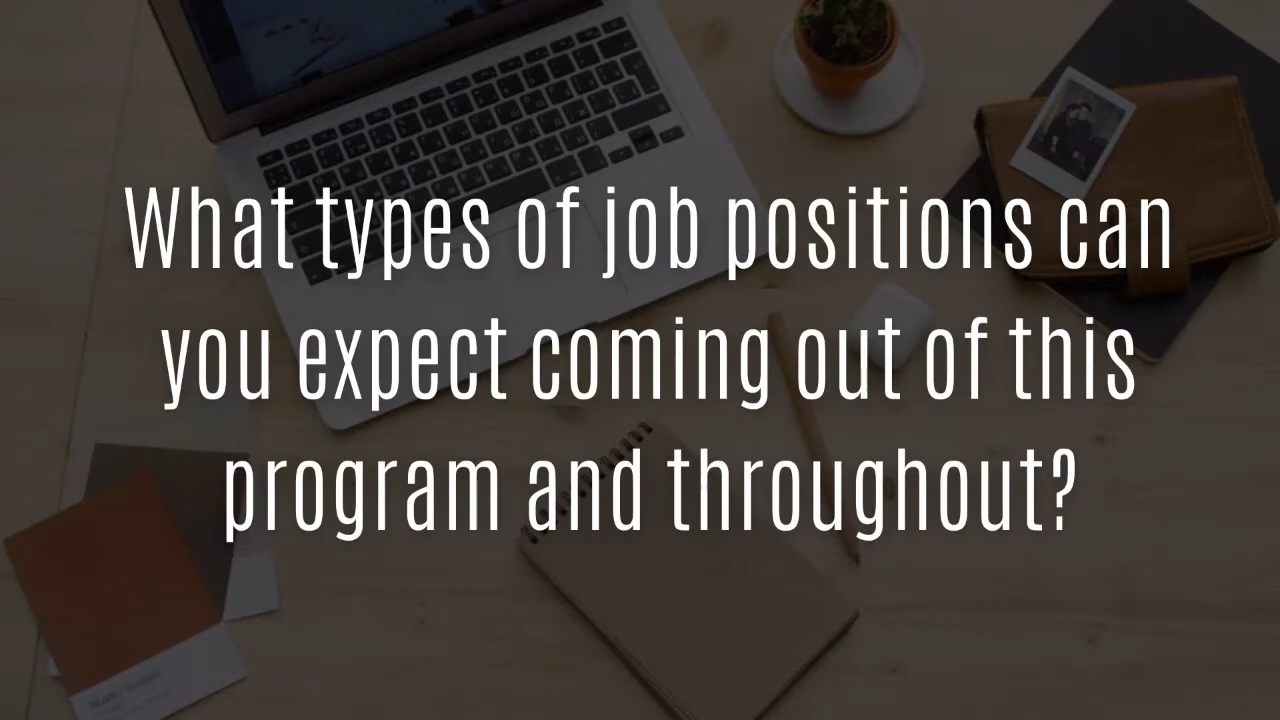 What types of job positions can
you expect coming out of this
program and throughout?